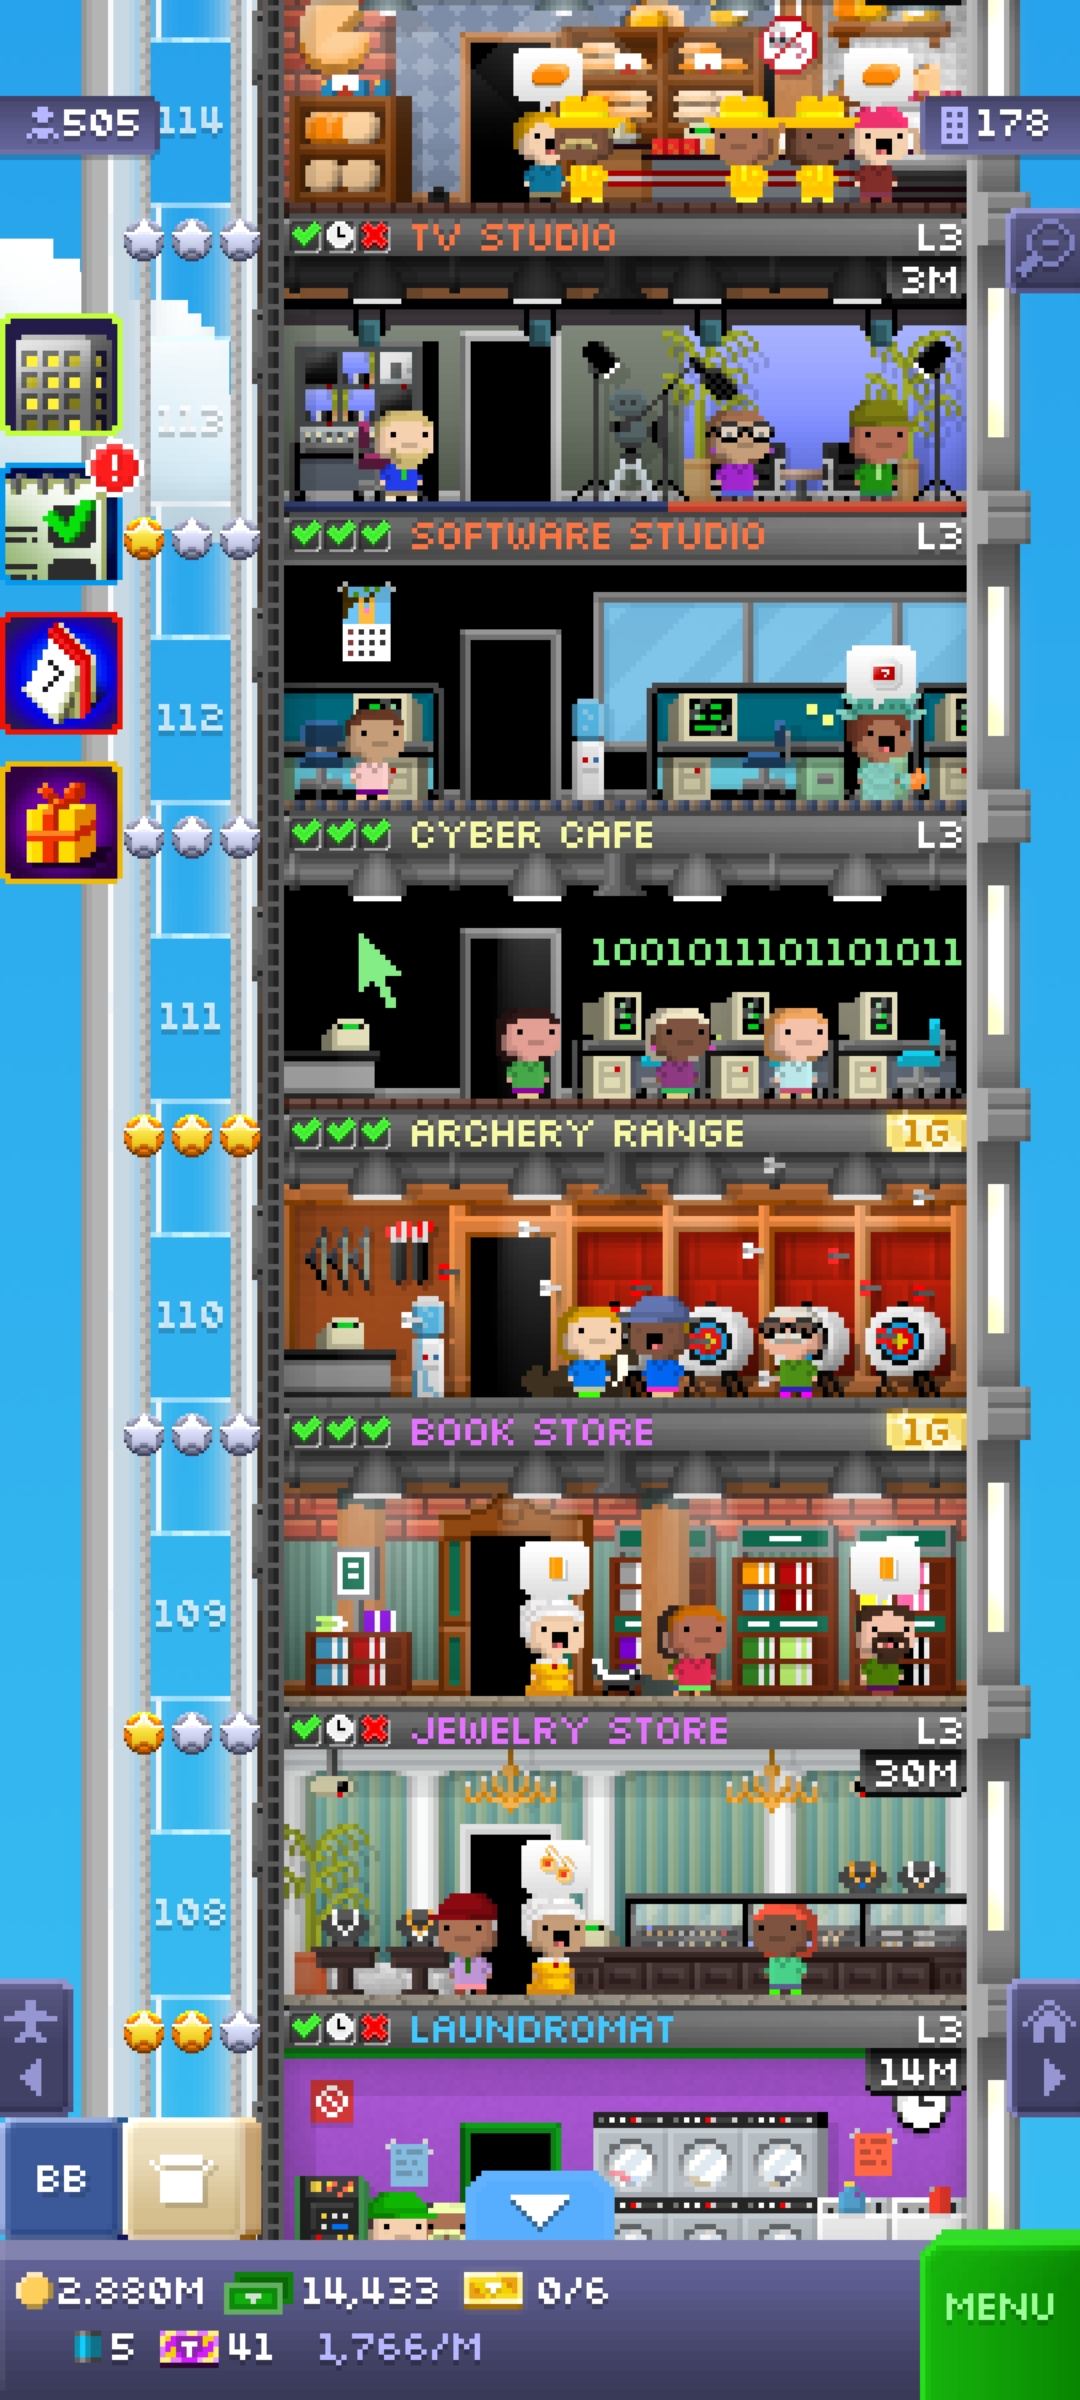 505
114
178
TV STUDIO L3
3M
113
SOFTWARE STUDIO L3
112
CYBER CAFE L3
1001011101101011
111
ARCHERY RANGE 1G
110
BOOK STORE 1G
109
JEWELRY STORE L3
30M
108
LAUNDROMAT L3
14M
BB
2.880M 14,433 0/6
MENU
5 41 1,766/M